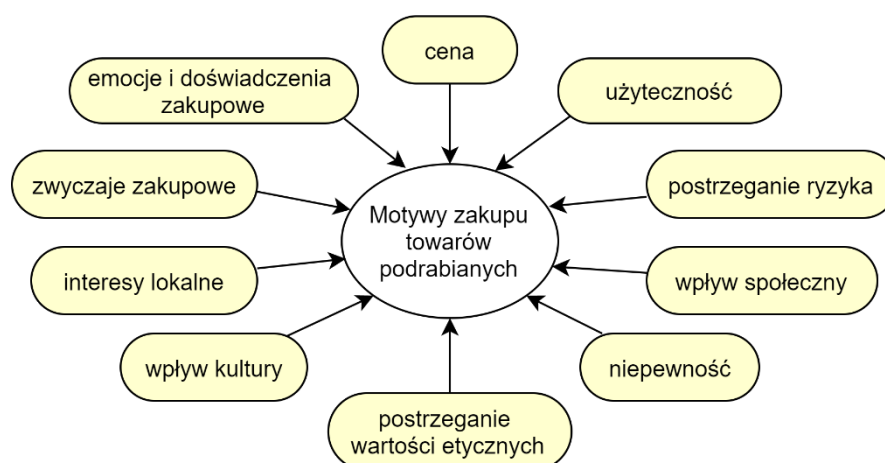 cena
emocje i doświadczenia
zakupowe
użyteczność
zwyczaje zakupowe
postrzeganie ryzyka
Motywy zakupu
towarów
podrabianych
interesy lokalne
wpływ społeczny
wpływ kultury
niepewność
postrzeganie
wartości etycznych